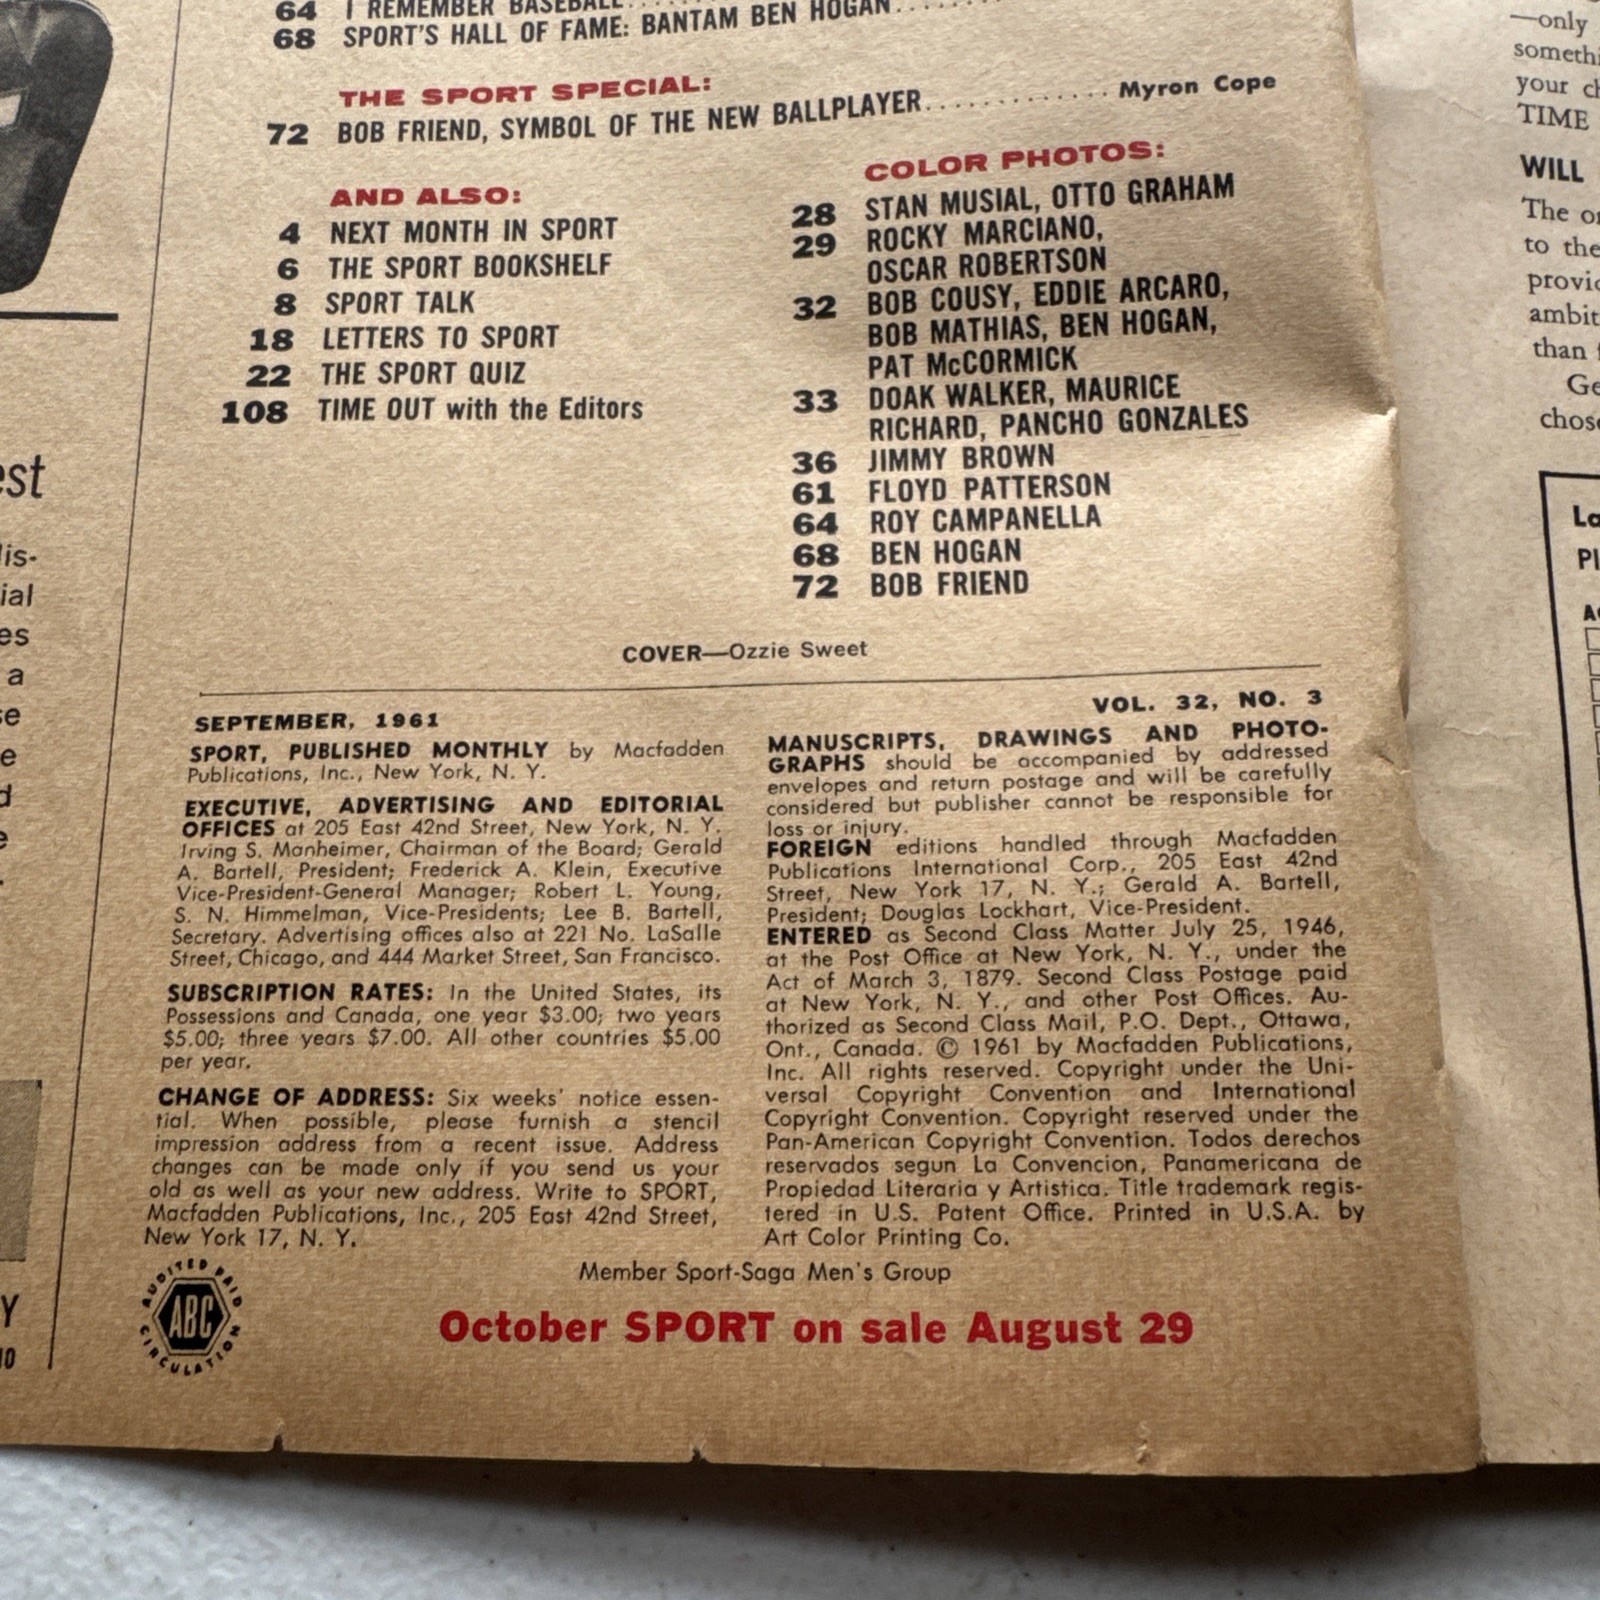 64 I REMEMBER BASEBALL
68 SPORT'S HALL OF FAME: BANTAM BEN HOGAN
THE SPORT SPECIAL:
72 BOB FRIEND, SYMBOL OF THE NEW BALLPLAYER............ Myron Cope
AND ALSO:
4 NEXT MONTH IN SPORT
6 THE SPORT BOOKSHELF
8 SPORT TALK
18 LETTERS TO SPORT
22 THE SPORT QUIZ
108 TIME OUT with the Editors
COLOR PHOTOS:
28 STAN MUSIAL, OTTO GRAHAM
29 ROCKY MARCIANO,
OSCAR ROBERTSON
32 BOB COUSY, EDDIE ARCARO,
BOB MATHIAS, BEN HOGAN,
PAT McCORMICK
33 DOAK WALKER, MAURICE
RICHARD, PANCHO GONZALES
36 JIMMY BROWN
61 FLOYD PATTERSON
64 ROY CAMPANELLA
68 BEN HOGAN
72 BOB FRIEND
COVER—Ozzie Sweet
SEPTEMBER, 1961
SPORT, PUBLISHED MONTHLY by Macfadden
Publications, Inc., New York, N. Y.
EXECUTIVE, ADVERTISING AND EDITORIAL
OFFICES at 205 East 42nd Street, New York, N. Y.
Irving S. Manheimer, Chairman of the Board; Gerald
A. Bartell, President; Frederick A. Klein, Executive
Vice-President-General Manager; Robert L. Young,
S. N. Himmelman, Vice-Presidents; Lee B. Bartell,
Secretary. Advertising offices also at 221 No. LaSalle
Street, Chicago, and 444 Market Street, San Francisco.
SUBSCRIPTION RATES: In the United States, its
Possessions and Canada, one year $3.00; two years
$5.00; three years $7.00. All other countries $5.00
per year.
CHANGE OF ADDRESS: Six weeks' notice essen-
tial. When possible, please furnish a stencil
impression address from a recent issue. Address
changes can be made only if you send us your
old as well as your new address. Write to SPORT,
Macfadden Publications, Inc., 205 East 42nd Street,
New York 17, N. Y.
VOL. 32, NO. 3
MANUSCRIPTS, DRAWINGS AND PHOTO-
GRAPHS should be accompanied by addressed
envelopes and return postage and will be carefully
considered but publisher cannot be responsible for
loss or injury.
FOREIGN editions handled through Macfadden
Publications International Corp., 205 East 42nd
Street, New York 17, N. Y.; Gerald A. Bartell,
President; Douglas Lockhart, Vice-President.
ENTERED as Second Class Matter July 25, 1946,
at the Post Office at New York, N. Y., under the
Act of March 3, 1879. Second Class Postage paid
at New York, N. Y., and other Post Offices. Au-
thorized as Second Class Mail, P.O. Dept., Ottawa,
Ont., Canada. © 1961 by Macfadden Publications,
Inc. All rights reserved. Copyright under the Uni-
versal Copyright Convention and International
Copyright Convention. Copyright reserved under the
Pan-American Copyright Convention. Todos derechos
reservados segun La Convencion, Panamericana de
Propiedad Literaria y Artistica. Title trademark regis-
tered in U.S. Patent Office. Printed in U.S.A. by
Art Color Printing Co.
Member Sport-Saga Men's Group
AUDITED PAID
ABC
CIRCULATION
October SPORT on sale August 29
—only
your
TIME
WILL
The
to the
than